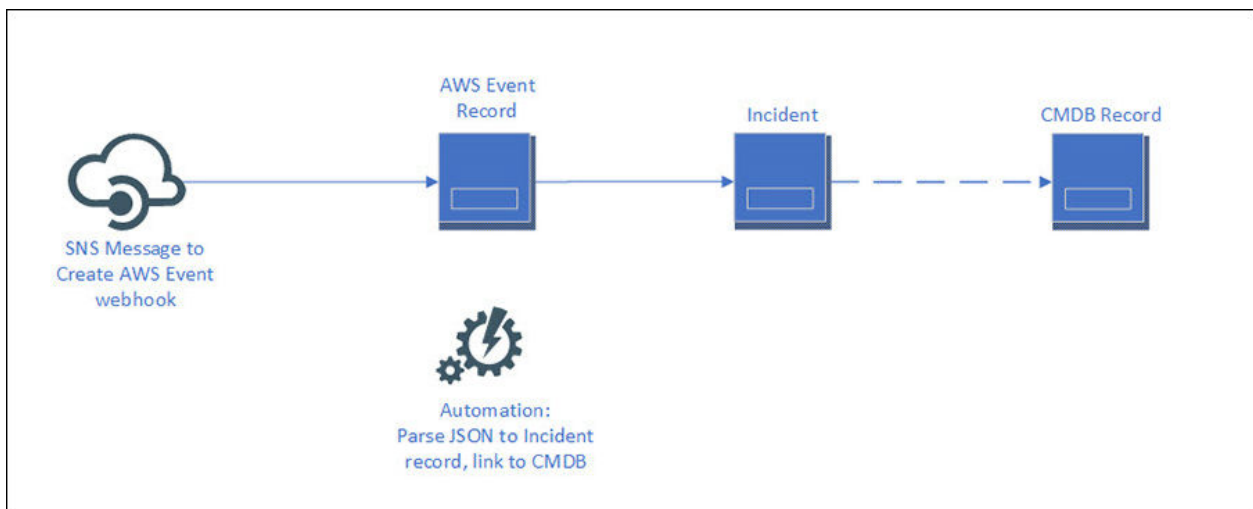 AWS Event
Record
Incident
CMDB Record
SNS Message to
Create AWS Event
webhook
Automation:
Parse JSON to Incident
record, link to CMDB